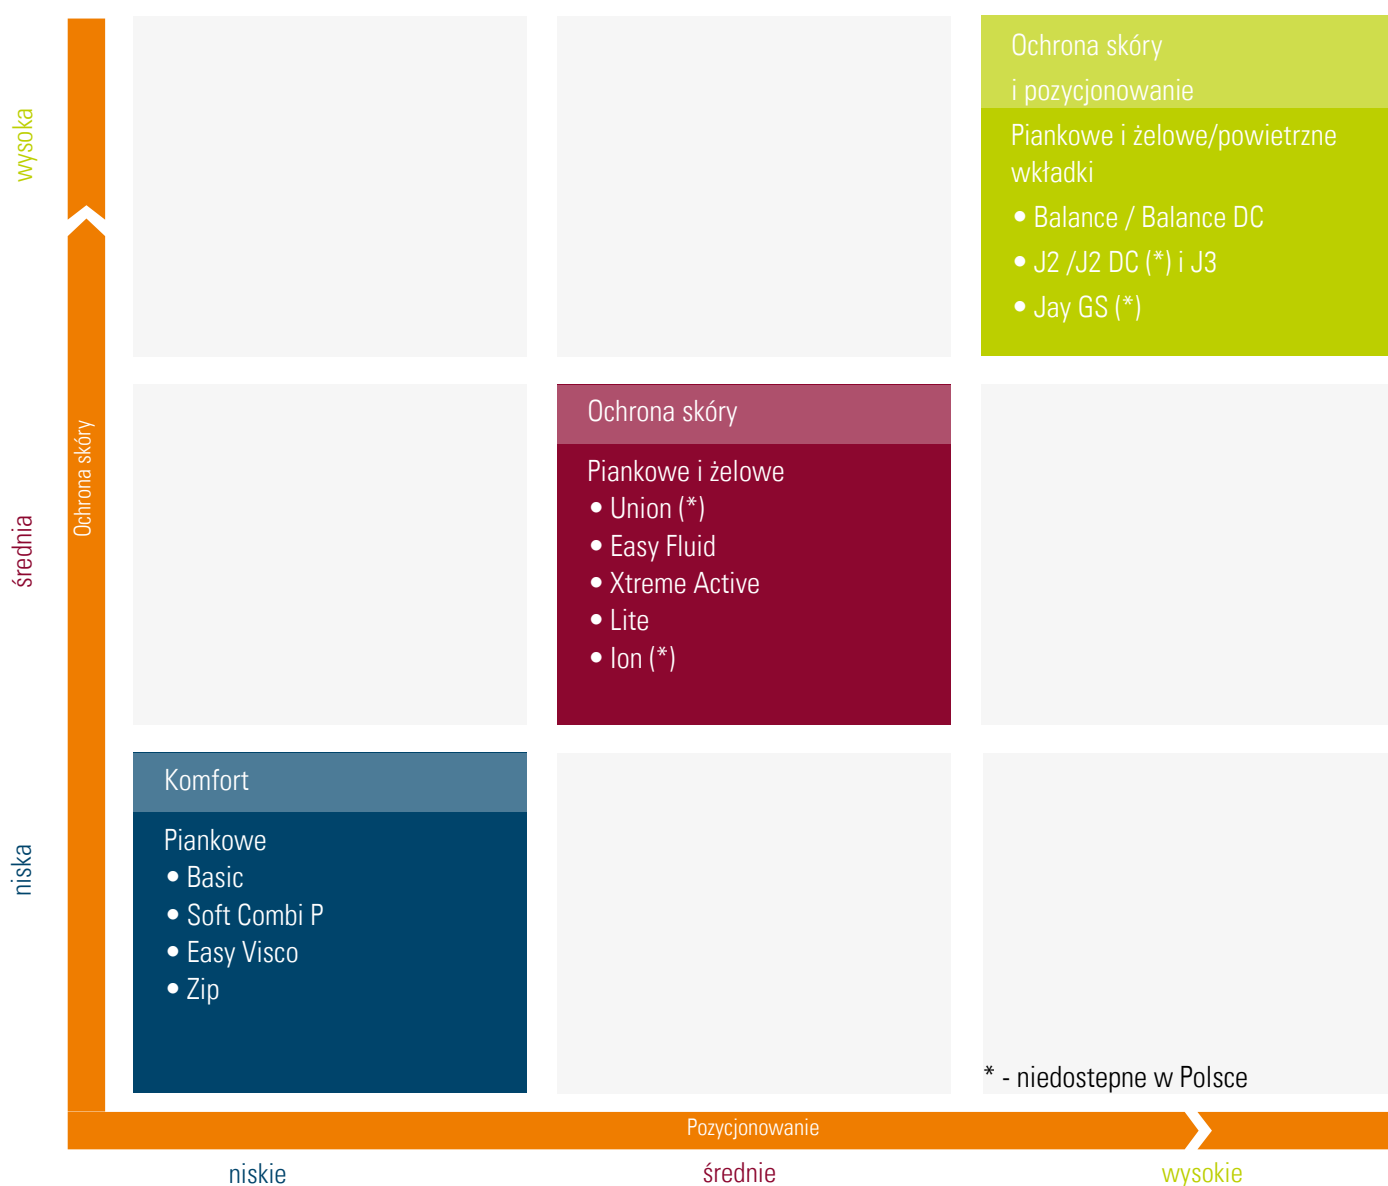 wysoka
Ochrona skóry
i pozycjonowanie
Piankowe i żelowe/powietrzne
wkładki
• Balance / Balance DC
• J2 /J2 DC (*) i J3
• Jay GS (*)
Ochrona skóry
średnia
Ochrona skóry
Piankowe i żelowe
• Union (*)
• Easy Fluid
• Xtreme Active
• Lite
• Ion (*)
niska
Komfort
Piankowe
• Basic
• Soft Combi P
• Easy Visco
• Zip
* - niedostepne w Polsce
Pozycjonowanie
niskie
średnie
wysokie